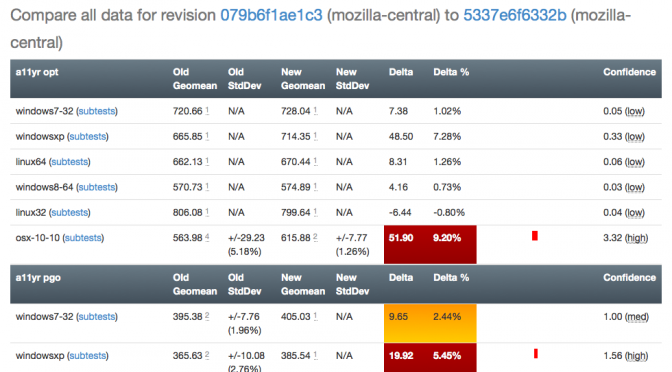 Compare all data for revision 079b6f1ae1c3 (mozilla-central) to 5337e6f6332b (mozilla-
central)
a11yr opt Old Geomean Old StdDev New Geomean New StdDev Delta Delta % Confidence
windows7-32 (subtests) 720.66 1 N/A 728.04 1 N/A 7.38 1.02% 0.05 (low)
windowsxp (subtests) 665.85 1 N/A 714.35 1 N/A 48.50 7.28% 0.33 (low)
linux64 (subtests) 662.13 1 N/A 670.44 1 N/A 8.31 1.26% 0.06 (low)
windows8-64 (subtests) 570.73 1 N/A 574.89 1 N/A 4.16 0.73% 0.03 (low)
linux32 (subtests) 806.08 1 N/A 799.64 1 N/A -6.44 -0.80% 0.04 (low)
osx-10-10 (subtests) 563.98 4 +/-29.23 (5.18%) 615.88 2 +/-7.77 (1.26%) 51.90 9.20% 3.32 (high)
a11yr pgo Old Geomean Old StdDev New Geomean New StdDev Delta Delta % Confidence
windows7-32 (subtests) 395.38 2 +/-7.76 (1.96%) 405.03 1 N/A 9.65 2.44% 1.00 (med)
windowsxp (subtests) 365.63 2 +/-10.08 (2.76%) 385.54 1 N/A 19.92 5.45% 1.56 (high)